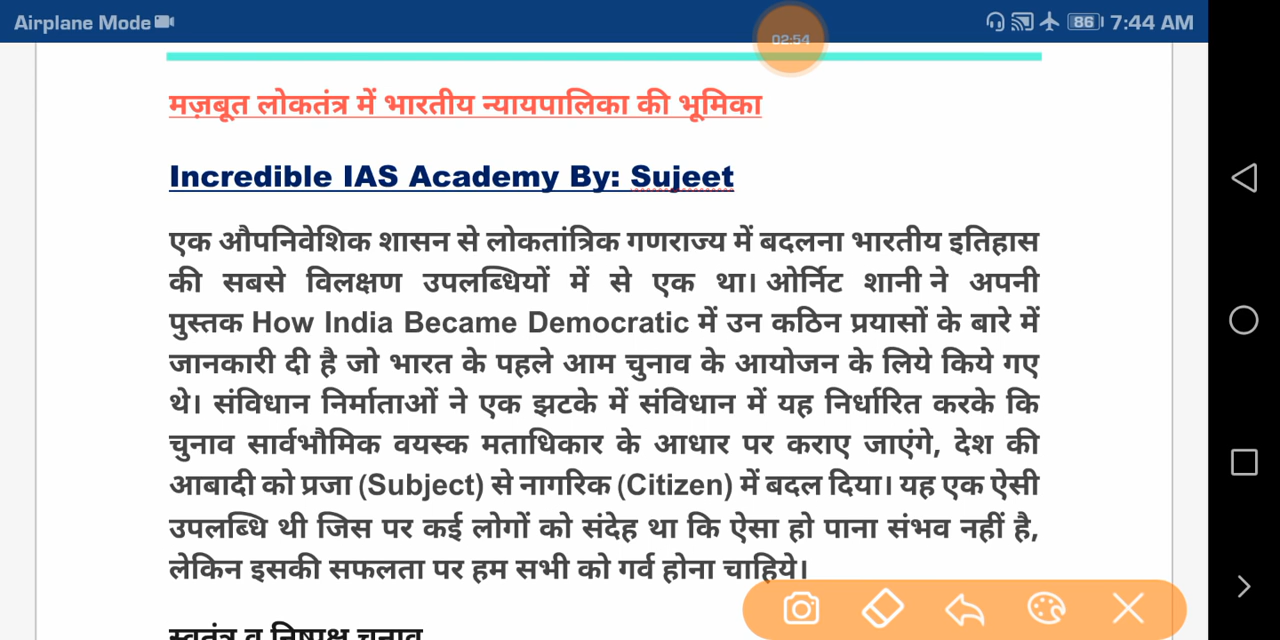 Airplane Mode
86
7:44 AM
02:54
मज़बूत लोकतंत्र में भारतीय न्यायपालिका की भूमिका
Incredible IAS Academy By: Sujeet
एक औपनिवेशिक शासन से लोकतांत्रिक गणराज्य में बदलना भारतीय इतिहास
की सबसे विलक्षण उपलब्धियों में से एक था। ओर्निट शानी ने अपनी
पुस्तक How India Became Democratic में उन कठिन प्रयासों के बारे में
जानकारी दी है जो भारत के पहले आम चुनाव के आयोजन के लिये किये गए
थे। संविधान निर्माताओं ने एक झटके में संविधान में यह निर्धारित करके कि
चुनाव सार्वभौमिक वयस्क मताधिकार के आधार पर कराए जाएंगे, देश की
आबादी को प्रजा (Subject) से नागरिक (Citizen) में बदल दिया। यह एक ऐसी
उपलब्धि थी जिस पर कई लोगों को संदेह था कि ऐसा हो पाना संभव नहीं है,
लेकिन इसकी सफलता पर हम सभी को गर्व होना चाहिये।
स्वतंत्र व निष्पक्ष चुनाव